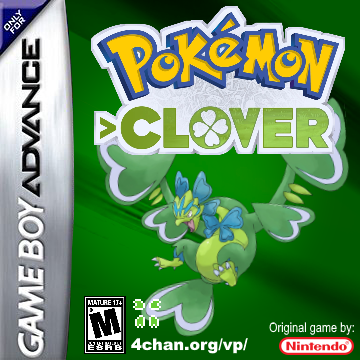 ONLY
FOR
GAME BOY ADVANCE
POKéMON
>CLOVER
MATURE 17+
M
ESRB
4chan.org/vp/
Original game by:
Nintendo